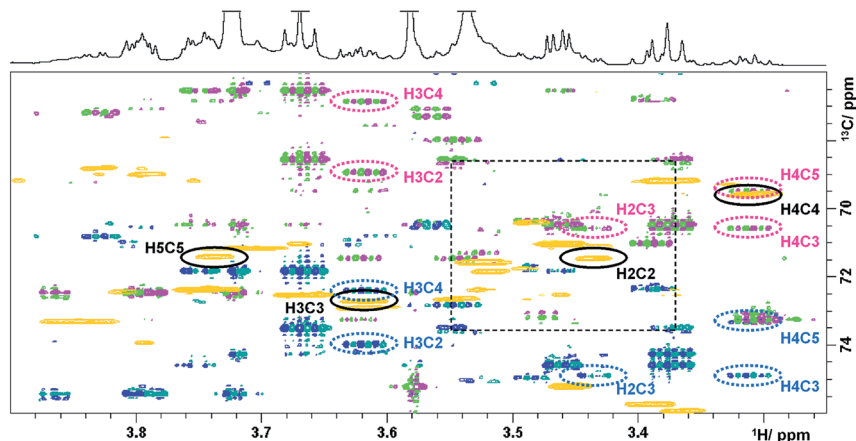 H3C4
H3C2
H2C3
H4C5
H4C4
H4C3
H5C5
H2C2
H3C4
H3C3
H3C2
H4C5
H2C3
H4C3
13C/ ppm
70
72
74
3.8
3.7
3.6
3.5
3.4
1H/ ppm